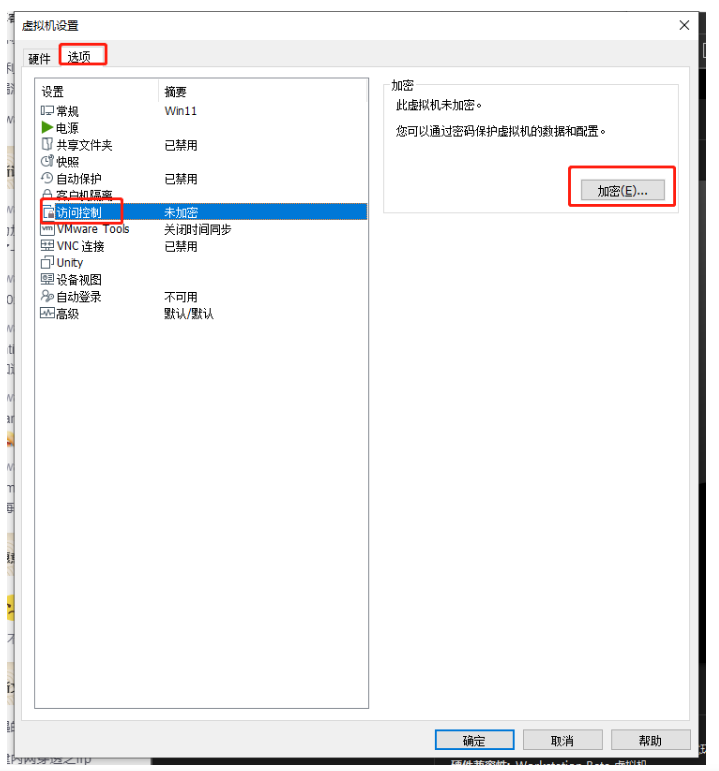 虚拟机设置
硬件 选项
设置 摘要
常规 Win11
电源
共享文件夹 已禁用
快照
自动保护 已禁用
客户机隔离
访问控制 未加密
VMware Tools 关闭时间同步
VNC 连接 已禁用
Unity
设备视图
自动登录 不可用
高级 默认/默认
加密
此虚拟机未加密。
您可以通过密码保护虚拟机的数据和配置。
加密(E)...
确定 取消 帮助